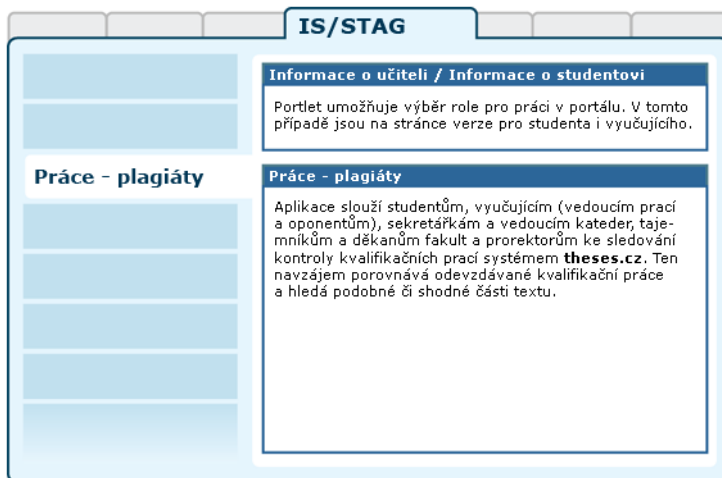 IS/STAG
Informace o učiteli / Informace o studentovi
Portlet umožňuje výběr role pro práci v portálu. V tomto
případě jsou na stránce verze pro studenta i vyučujícího.
Práce - plagiáty
Práce - plagiáty
Aplikace slouží studentům, vyučujícím (vedoucím prací
a oponentům), sekretářkám a vedoucím kateder, taje-
mníkům a děkanům fakult a prorektorům ke sledování
kontroly kvalifikačních prací systémem theses.cz. Ten
navzájem porovnává odevzdávané kvalifikační práce
a hledá podobné či shodné části textu.